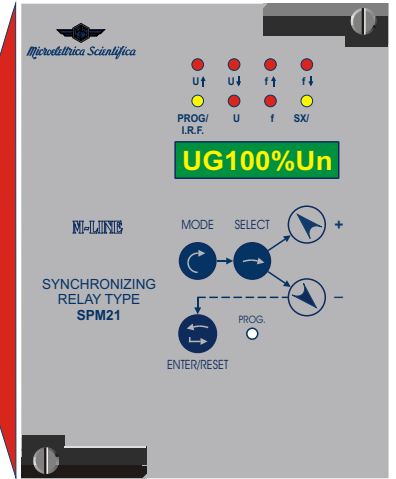 Microelettrica Scientifica
U↑ U↓ f↑ f↓
PROG/ U f SX/
I.R.F.
UG100%Un
M-LINE MODE SELECT +
SYNCHRONIZING
RELAY TYPE
SPM21
–
PROG.
ENTER/RESET